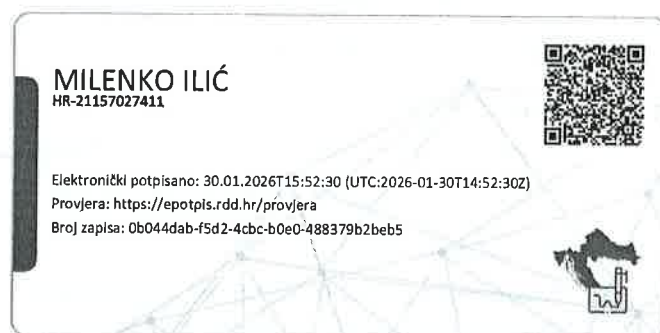 MILENKO ILIĆ
HR-21157027411
Elektronički potpisano: 30.01.2026T15:52:30 (UTC:2026-01-30T14:52:30Z)
Provjera: https://epotpis.rdd.hr/provjera
Broj zapisa: 0b044dab-f5d2-4cbc-b0e0-488379b2beb5